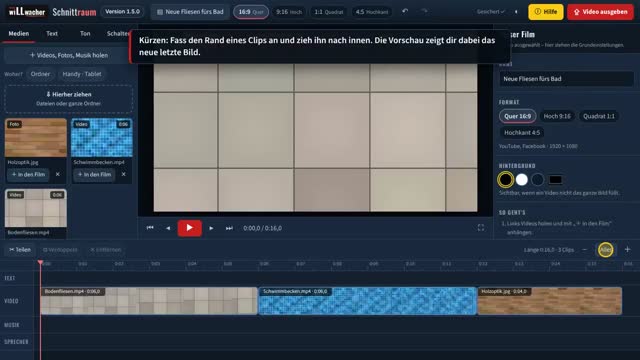 wiLLwacher Schnittraum Version 1.5.0 Neue Fliesen fürs Bad 16:9 Quer 9:16 Hoch 1:1 Quadrat 4:5 Hochkant Gesichert ✓ Hilfe Video ausgeben
Medien Text Ton
Kürzen: Fass den Rand eines Clips an und zieh ihn nach innen. Die Vorschau zeigt dir dabei das
neue letzte Bild.
+ Videos, Fotos, Musik holen
Woher? Ordner Handy · Tablet
Hierher ziehen
Dateien oder ganze Ordner
Foto
Video 0:06
Holzoptik.jpg
Schwimmbecken.mp4
+ In den Film ×
+ In den Film ×
Video 0:06
Bodenfliesen.mp4
Neue Fliesen fürs Bad
FORMAT
Quer 16:9 Hoch 9:16
Quadrat 1:1
Hochkant 4:5
YouTube, Facebook · 1920 × 1080
HINTERGRUND
Sichtbar, wenn ein Video nicht das ganze Bild füllt.
SO GEHT'S
1. Links Videos holen und mit „+ in den Film"
anhängen.
0:00,0 / 0:16,0
Teilen Verdoppeln Entfernen
Länge 0:16,0 · 3 Clips − Alles +
TEXT
VIDEO
Bodenfliesen.mp4 · 0:06,0
Schwimmbecken.mp4 · 0:06,0
Holzoptik.jpg · 0:04,0
MUSIK
SPRECHER